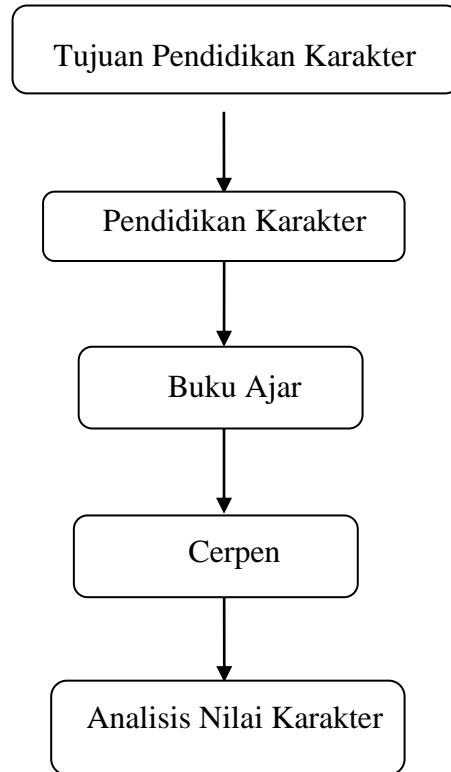 Tujuan Pendidikan Karakter
Pendidikan Karakter
Buku Ajar
Cerpen
Analisis Nilai Karakter